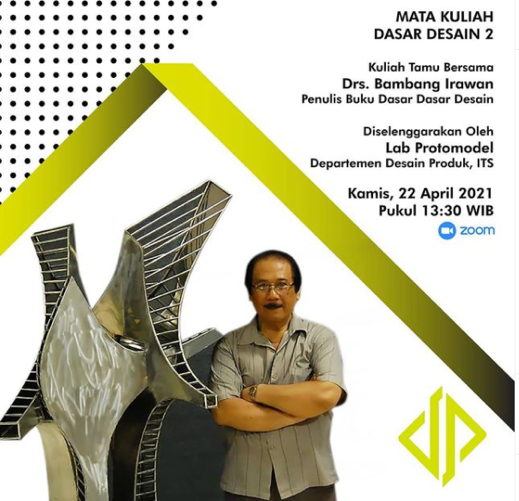 MATA KULIAH
DASAR DESAIN 2
Kuliah Tamu Bersama
Drs. Bambang Irawan
Penulis Buku Dasar Dasar Desain
Diselenggarakan Oleh
Lab Protomodel
Departemen Desain Produk, ITS
Kamis, 22 April 2021
Pukul 13:30 WIB
zoom